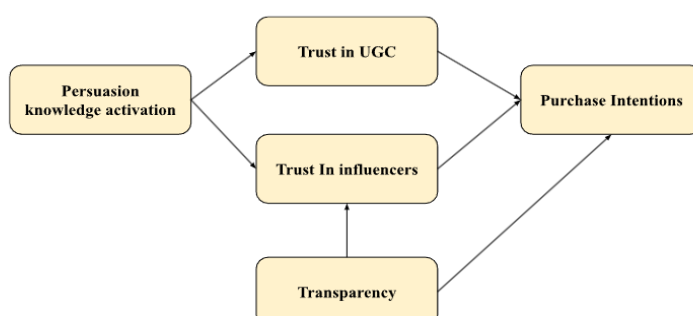 Trust in UGC
Persuasion
knowledge activation
Purchase Intentions
Trust In influencers
Transparency